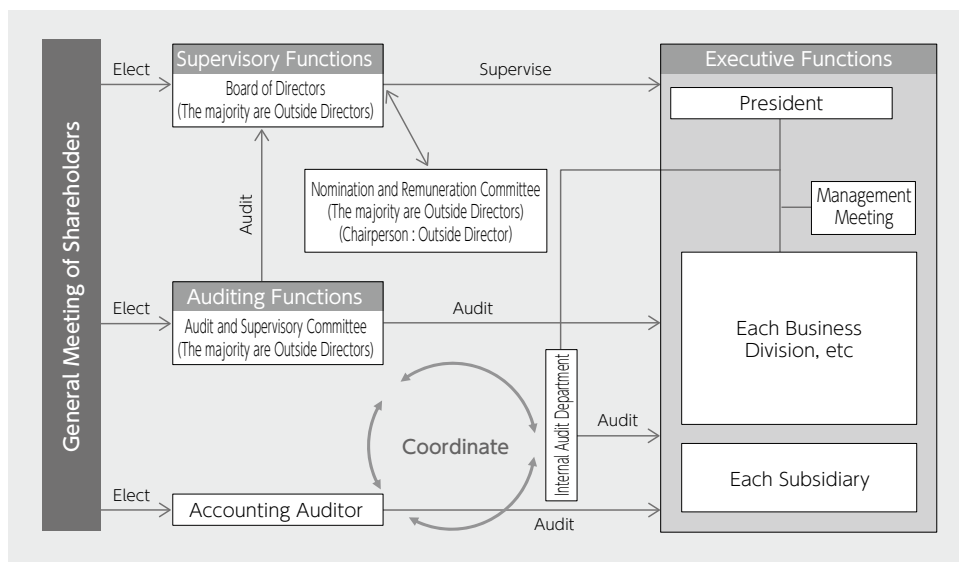 General Meeting of Shareholders
Elect
Supervisory Functions
Board of Directors
(The majority are Outside Directors)
Supervise
Executive Functions
President
Management
Meeting
Each Business
Division, etc
Each Subsidiary
Nomination and Remuneration Committee
(The majority are Outside Directors)
(Chairperson : Outside Director)
Audit
Elect
Auditing Functions
Audit and Supervisory Committee
(The majority are Outside Directors)
Audit
Coordinate
Internal Audit Department
Audit
Elect
Accounting Auditor
Audit